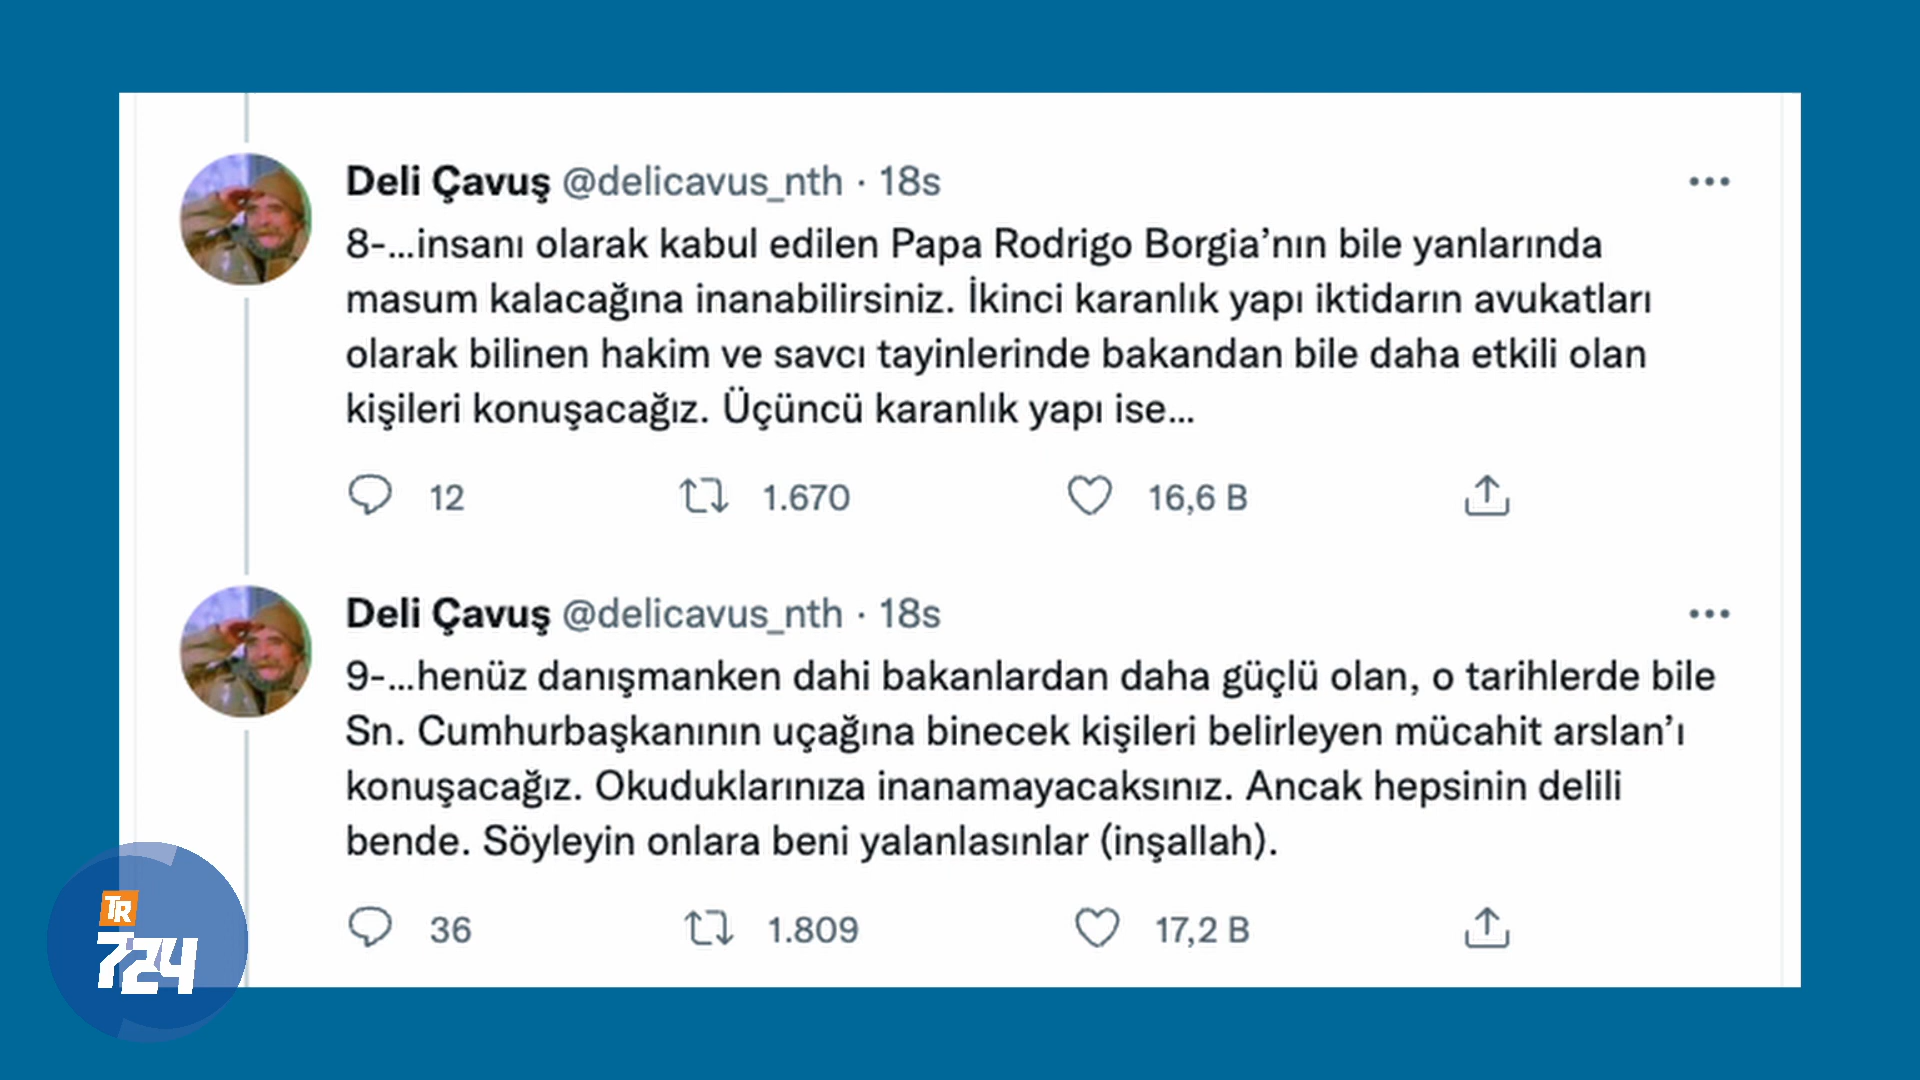 Deli Çavuş @delicavus_nth · 18s
8-...insanı olarak kabul edilen Papa Rodrigo Borgia’nın bile yanlarında
masum kalacağına inanabilirsiniz. İkinci karanlık yapı iktidarın avukatları
olarak bilinen hakim ve savcı tayinlerinde bakandan bile daha etkili olan
kişileri konuşacağız. Üçüncü karanlık yapı ise...
12 1.670 16,6 B
Deli Çavuş @delicavus_nth · 18s
9-...henüz danışmanken dahi bakanlardan daha güçlü olan, o tarihlerde bile
Sn. Cumhurbaşkanının uçağına binecek kişileri belirleyen mücahit arslan’ı
konuşacağız. Okuduklarınıza inanamayacaksınız. Ancak hepsinin delili
bende. Söyleyin onlara beni yalanlasınlar (inşallah).
36 1.809 17,2 B
TR
724